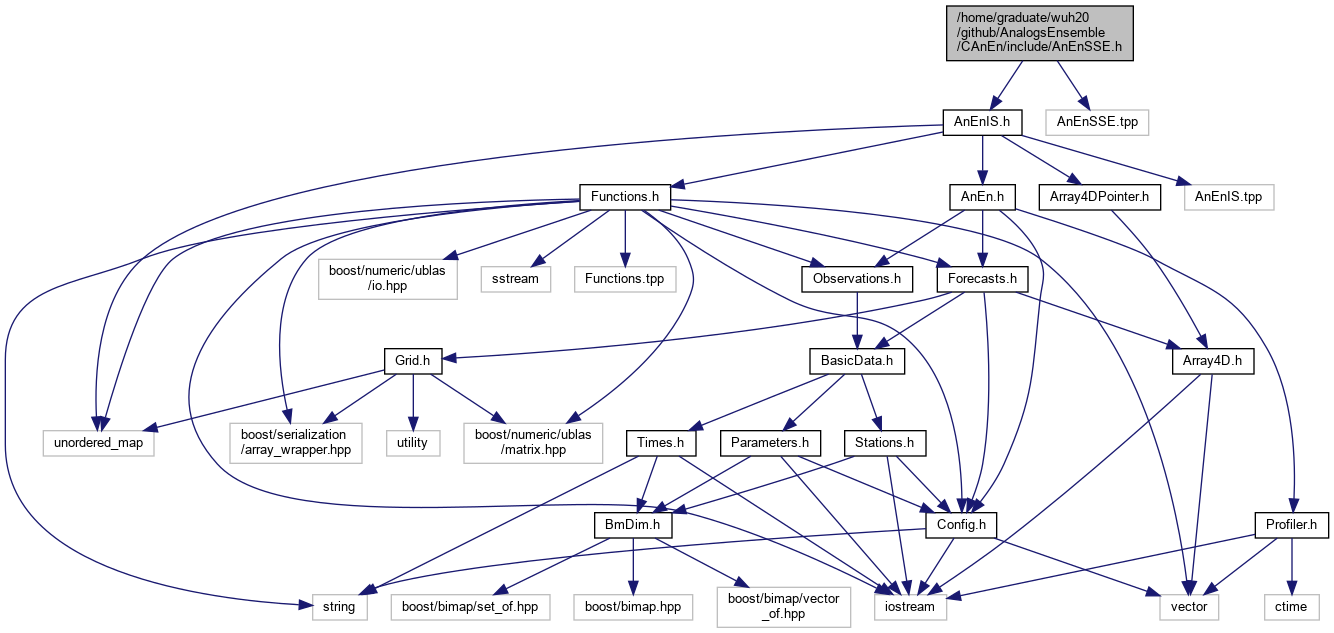 /home/graduate/wuh20
/github/AnalogsEnsemble
/CAnEn/include/AnEnSSE.h
AnEnIS.h
AnEnSSE.tpp
Functions.h
AnEn.h
Array4DPointer.h
AnEnIS.tpp
boost/numeric/ublas
/io.hpp
sstream
Functions.tpp
Observations.h
Forecasts.h
Grid.h
BasicData.h
Array4D.h
unordered_map
boost/serialization
/array_wrapper.hpp
utility
boost/numeric/ublas
/matrix.hpp
Times.h
Parameters.h
Stations.h
BmDim.h
Config.h
Profiler.h
string
boost/bimap/set_of.hpp
boost/bimap.hpp
boost/bimap/vector
_of.hpp
iostream
vector
ctime